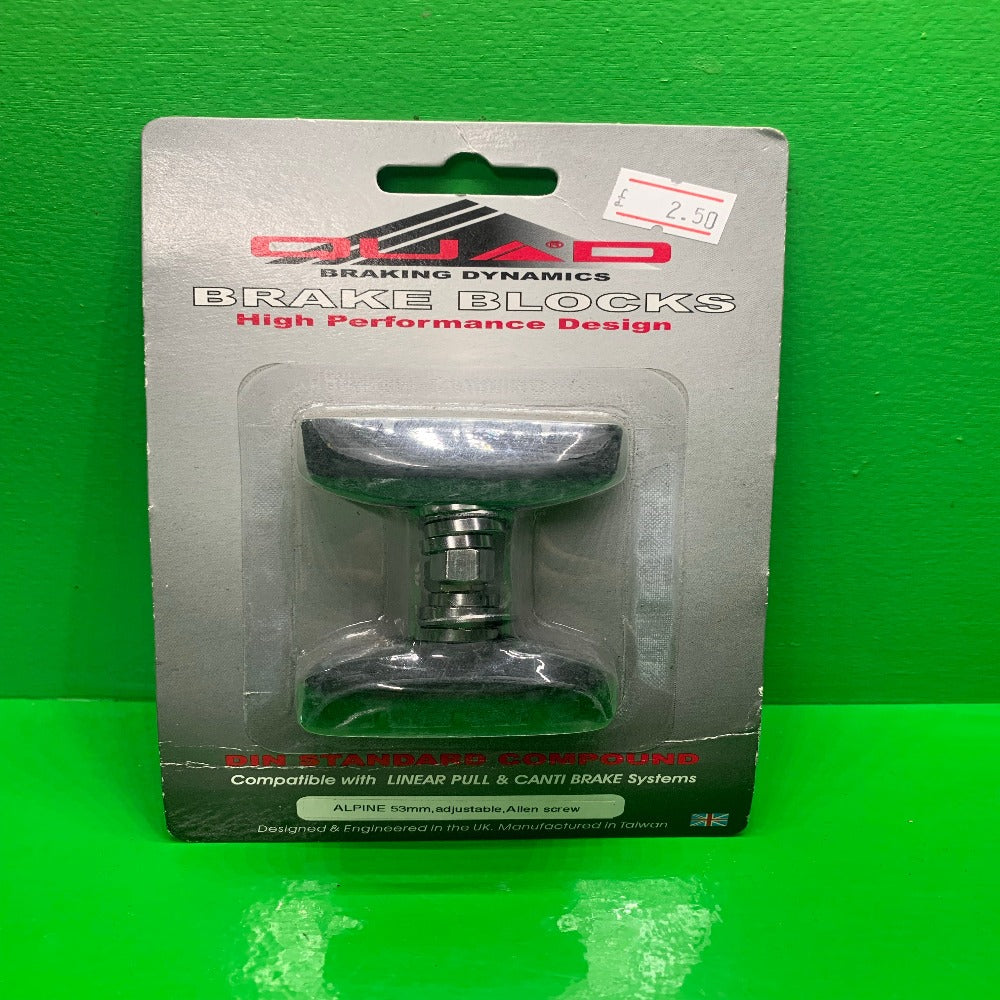 2.50
QUAD®
BRAKING DYNAMICS
BRAKE BLOCKS
High Performance Design
DIN STANDARD COMPOUND
Compatible with LINEAR PULL & CANTI BRAKE Systems
ALPINE 53mm,adjustable,Allen screw
Designed & Engineered in the UK. Manufactured in Taiwan